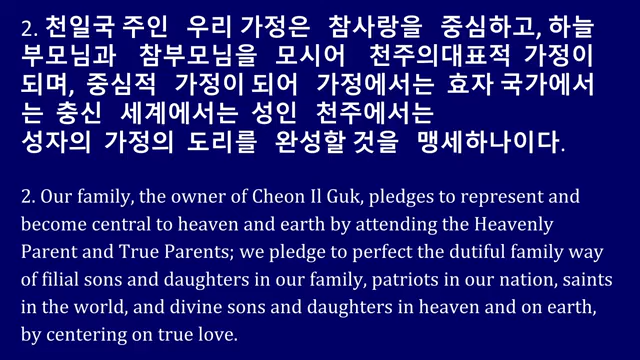 2. 천일국 주인 우리 가정은 참사랑을 중심하고, 하늘
부모님과 참부모님을 모시어 천주의대표적 가정이
되며, 중심적 가정이 되어 가정에서는 효자 국가에서
는 충신 세계에서는 성인 천주에서는
성자의 가정의 도리를 완성할 것을 맹세하나이다.
2. Our family, the owner of Cheon Il Guk, pledges to represent and
become central to heaven and earth by attending the Heavenly
Parent and True Parents; we pledge to perfect the dutiful family way
of filial sons and daughters in our family, patriots in our nation, saints
in the world, and divine sons and daughters in heaven and on earth,
by centering on true love.